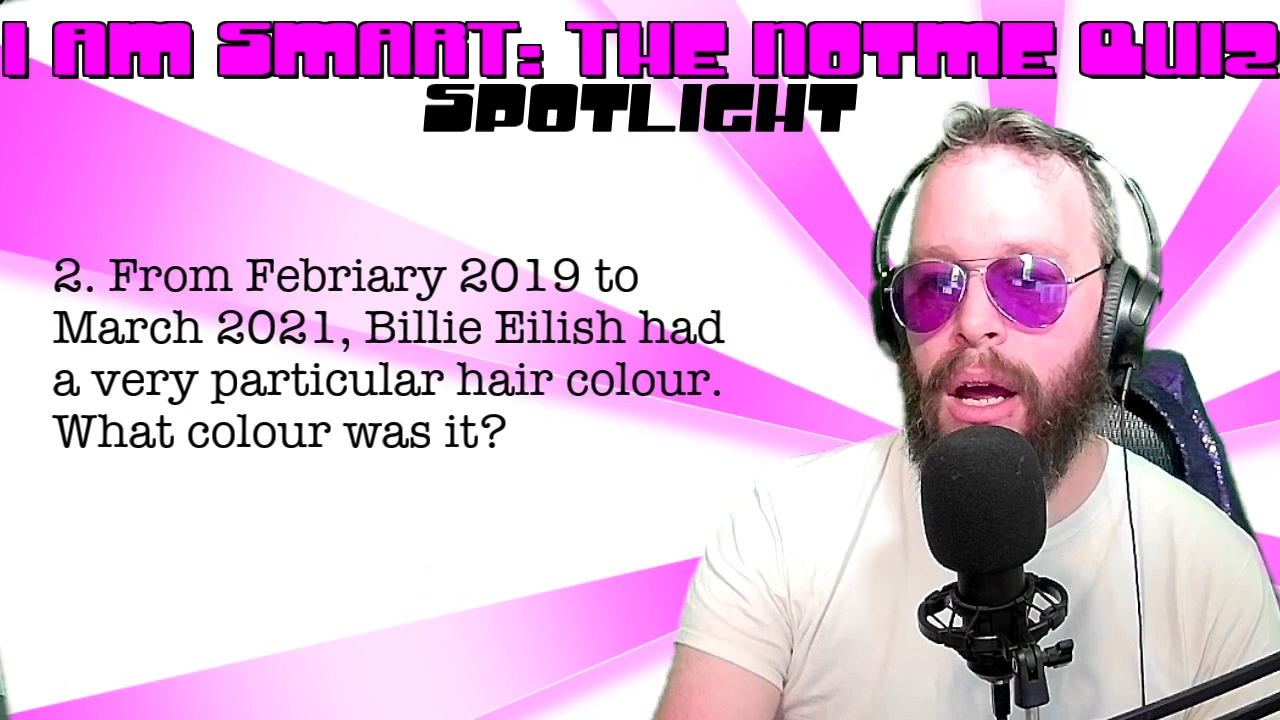 I AM SMART: THE NOTME QUIZ
SPOTLIGHT
2. From Febriary 2019 to
March 2021, Billie Eilish had
a very particular hair colour.
What colour was it?